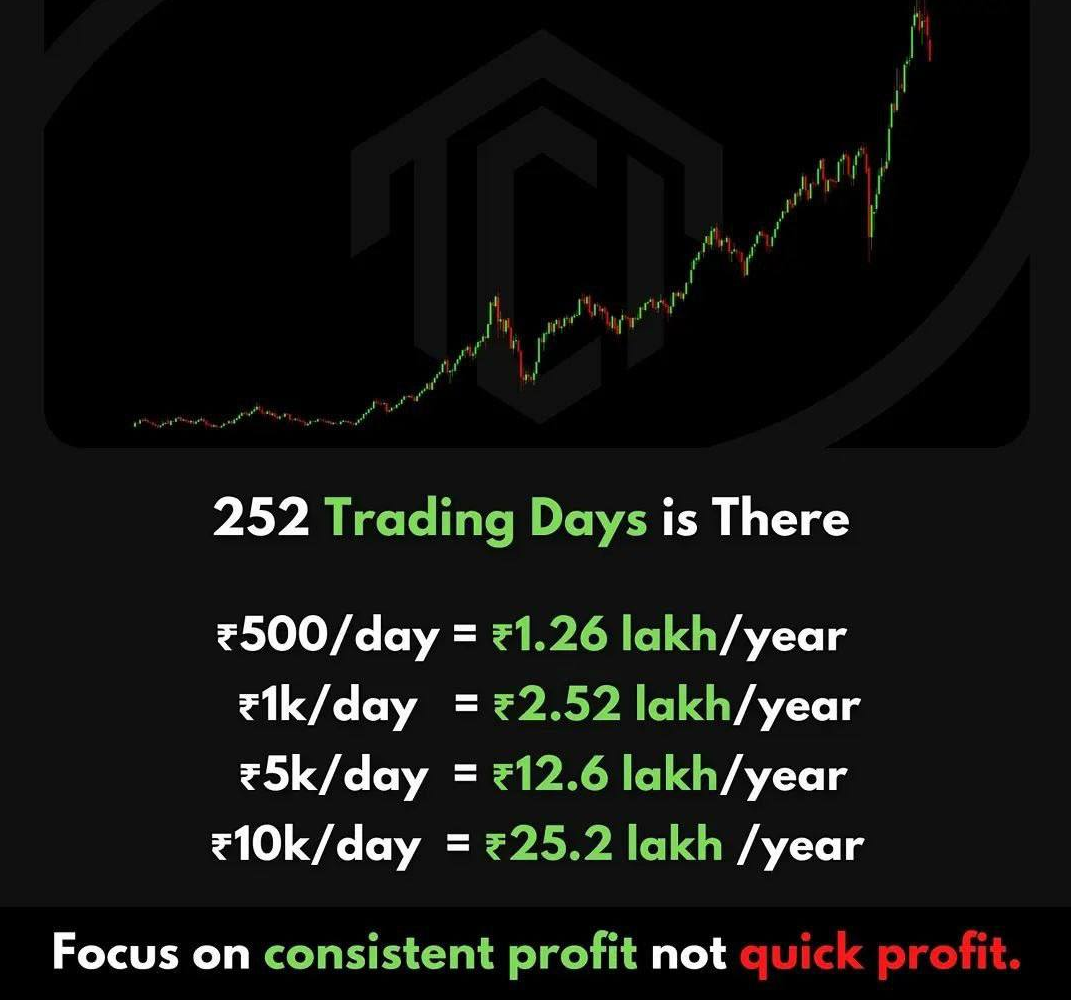 TCI
252 Trading Days is There
₹500/day = ₹1.26 lakh/year
₹1k/day = ₹2.52 lakh/year
₹5k/day = ₹12.6 lakh/year
₹10k/day = ₹25.2 lakh /year
Focus on consistent profit not quick profit.